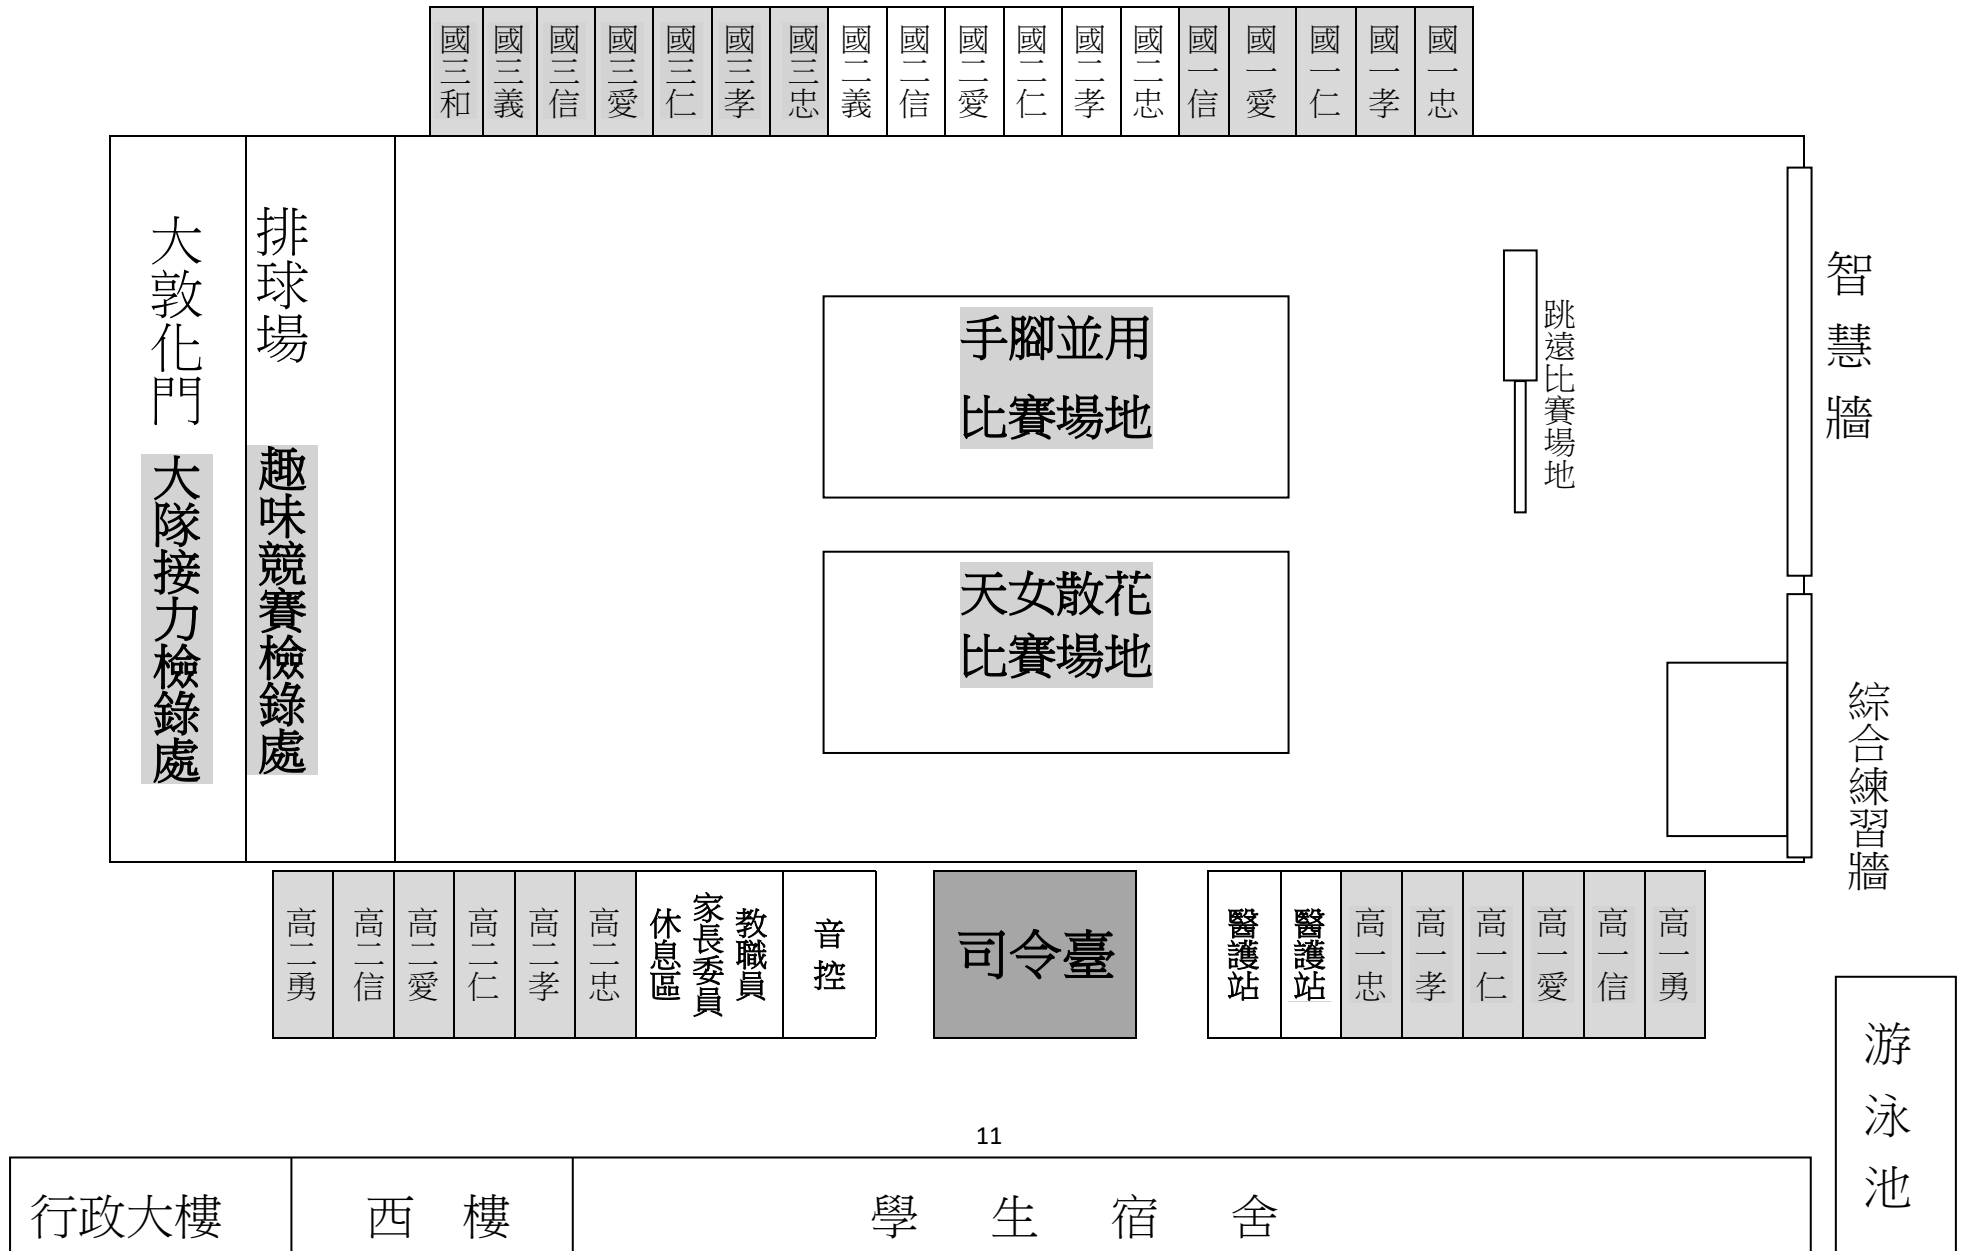 國三和
國三義
國三信
國三愛
國三仁
國三孝
國三忠
國二義
國二信
國二愛
國二仁
國二孝
國二忠
國一信
國一愛
國一仁
國一孝
國一忠
大敦化門 大隊接力檢錄處
排球場 趣味競賽檢錄處
手腳並用
比賽場地
天女散花
比賽場地
跳遠比賽場地
智慧牆
綜合練習牆
高二勇
高二信
高二愛
高二仁
高二孝
高二忠
教職員
家長委員
休息區
音控
司令臺
醫護站
醫護站
高一忠
高一孝
高一仁
高一愛
高一信
高一勇
游泳池
11
行政大樓
西 樓
學 生 宿 舍